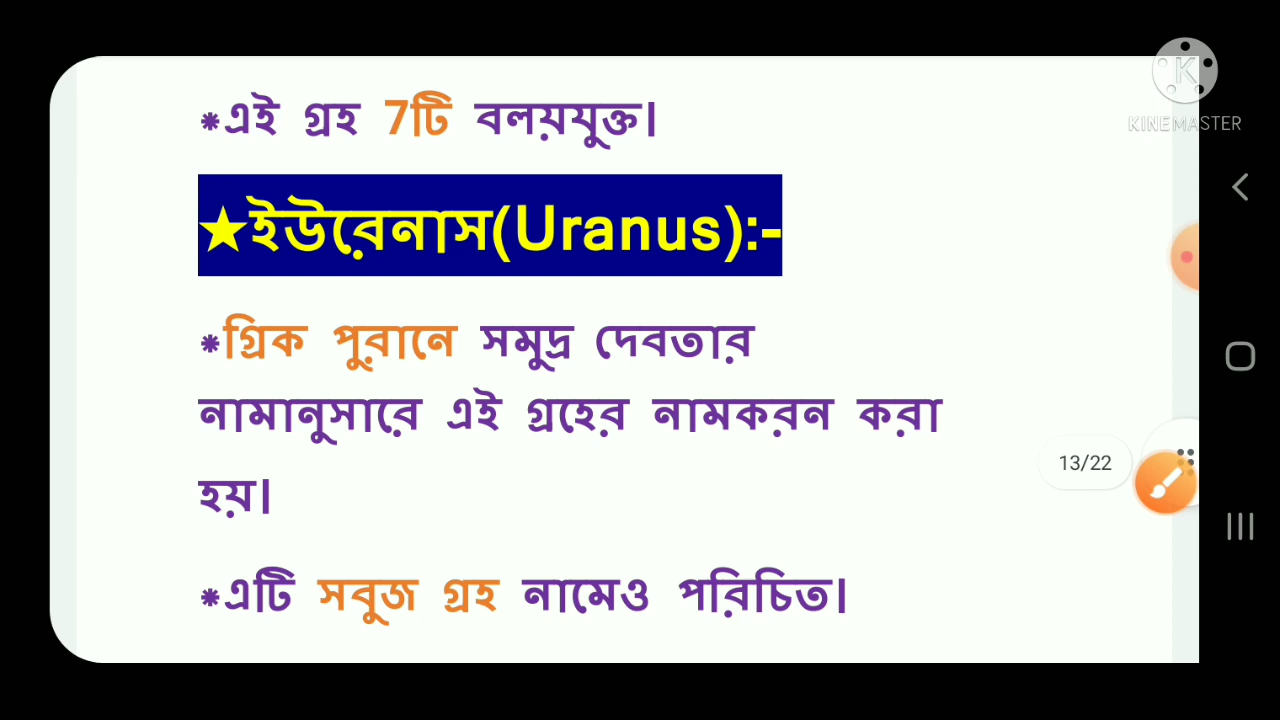 *এই গ্রহ 7টি বলয়যুক্ত।
KINEMASTER
★ইউরেনাস(Uranus):-
*গ্রিক পুরানে সমুদ্র দেবতার
নামানুসারে এই গ্রহের নামকরন করা
হয়।
13/22
*এটি সবুজ গ্রহ নামেও পরিচিত।